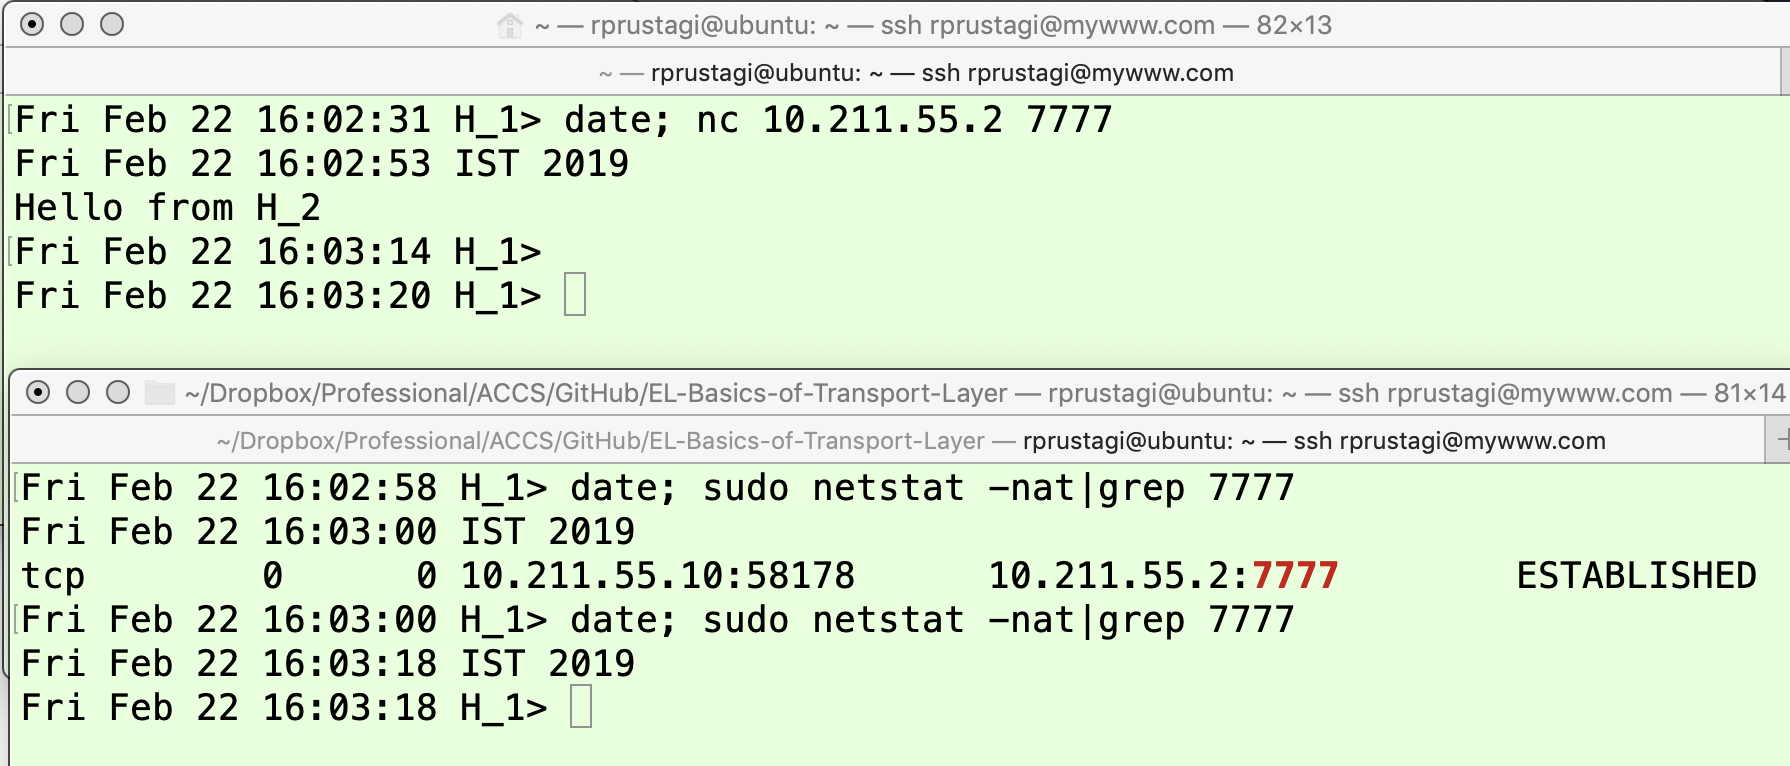 ~ — rprustagi@ubuntu: ~ — ssh rprustagi@mywww.com — 82×13
~ — rprustagi@ubuntu: ~ — ssh rprustagi@mywww.com
[Fri Feb 22 16:02:31 H_1> date; nc 10.211.55.2 7777
Fri Feb 22 16:02:53 IST 2019
Hello from H_2
[Fri Feb 22 16:03:14 H_1>
Fri Feb 22 16:03:20 H_1>
~/Dropbox/Professional/ACCS/GitHub/EL-Basics-of-Transport-Layer — rprustagi@ubuntu: ~ — ssh rprustagi@mywww.com — 81×14
~/Dropbox/Professional/ACCS/GitHub/EL-Basics-of-Transport-Layer — rprustagi@ubuntu: ~ — ssh rprustagi@mywww.com
[Fri Feb 22 16:02:58 H_1> date; sudo netstat -nat|grep 7777
Fri Feb 22 16:03:00 IST 2019
tcp        0      0 10.211.55.10:58178      10.211.55.2:7777        ESTABLISHED
[Fri Feb 22 16:03:00 H_1> date; sudo netstat -nat|grep 7777
Fri Feb 22 16:03:18 IST 2019
Fri Feb 22 16:03:18 H_1>